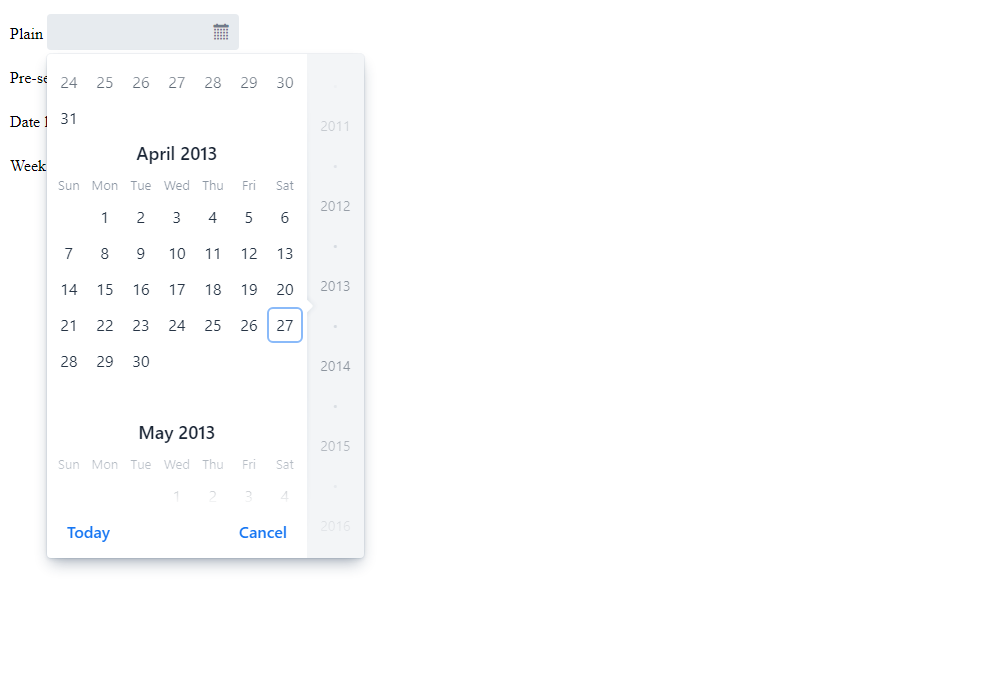 Plain
Pre-se
Date
Week
24 25 26 27 28 29 30
31
April 2013
Sun Mon Tue Wed Thu Fri Sat
1 2 3 4 5 6
7 8 9 10 11 12 13
14 15 16 17 18 19 20
21 22 23 24 25 26 27
28 29 30
May 2013
Sun Mon Tue Wed Thu Fri Sat
1 2 3 4
Today Cancel
2011
2012
2013
2014
2015
2016